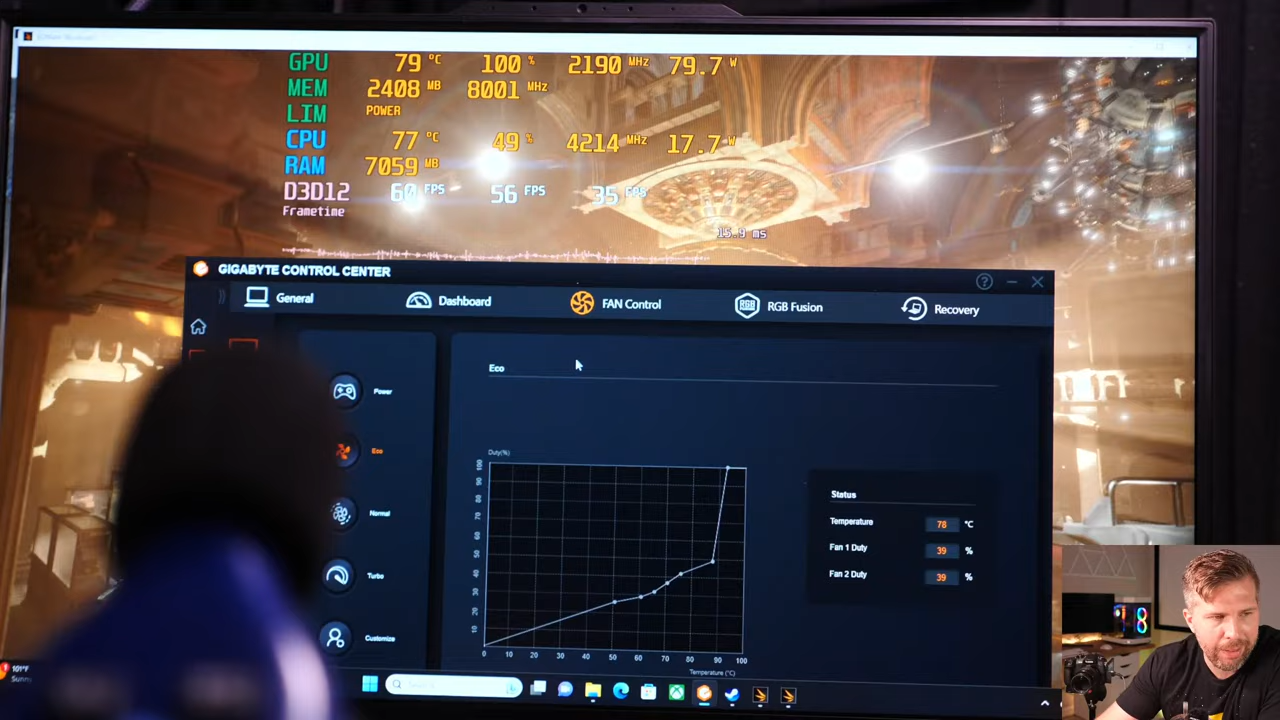 GPU 79 °C 100 % 2190 MHz 79.7 W
MEM 2408 MB 8001 MHz
LIM POWER
CPU 77 °C 49 % 4214 MHz 17.7 W
RAM 7059 MB
D3D12 60 FPS 56 FPS 35 FPS
Frametime
15.9 ms
GIGABYTE CONTROL CENTER
General Dashboard FAN Control RGB Fusion Recovery
RGB
Power
Eco
Normal
Turbo
Customize
Eco
Duty(%)
100
90
80
70
60
50
40
30
20
10
0 10 20 30 40 50 60 70 80 90 100
Temperature (°C)
Status
Temperature 78 °C
Fan 1 Duty 39 %
Fan 2 Duty 39 %
101°F
Sunny
Search